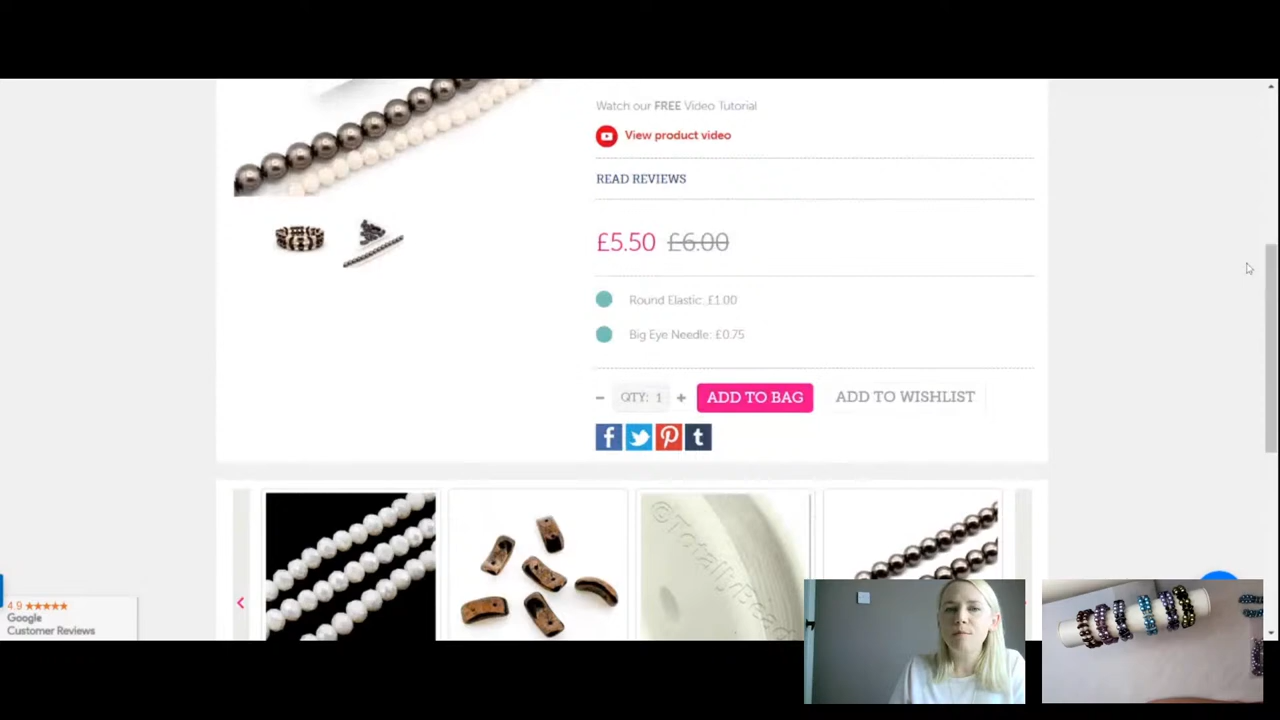 Watch our FREE Video Tutorial
View product video
READ REVIEWS
£5.50 £6.00
Round Elastic: £1.00
Big Eye Needle: £0.75
QTY: 1
ADD TO BAG
ADD TO WISHLIST
©TotallyBead
4.9
Google
Customer Reviews